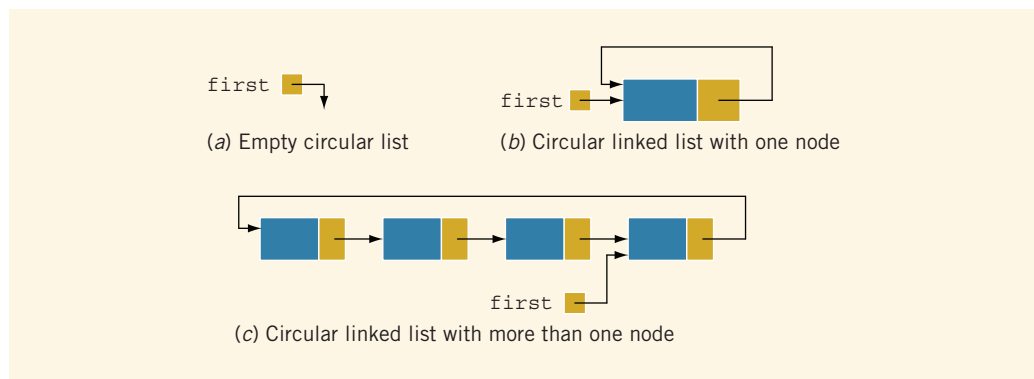 first
(a) Empty circular list
first
(b) Circular linked list with one node
first
(c) Circular linked list with more than one node